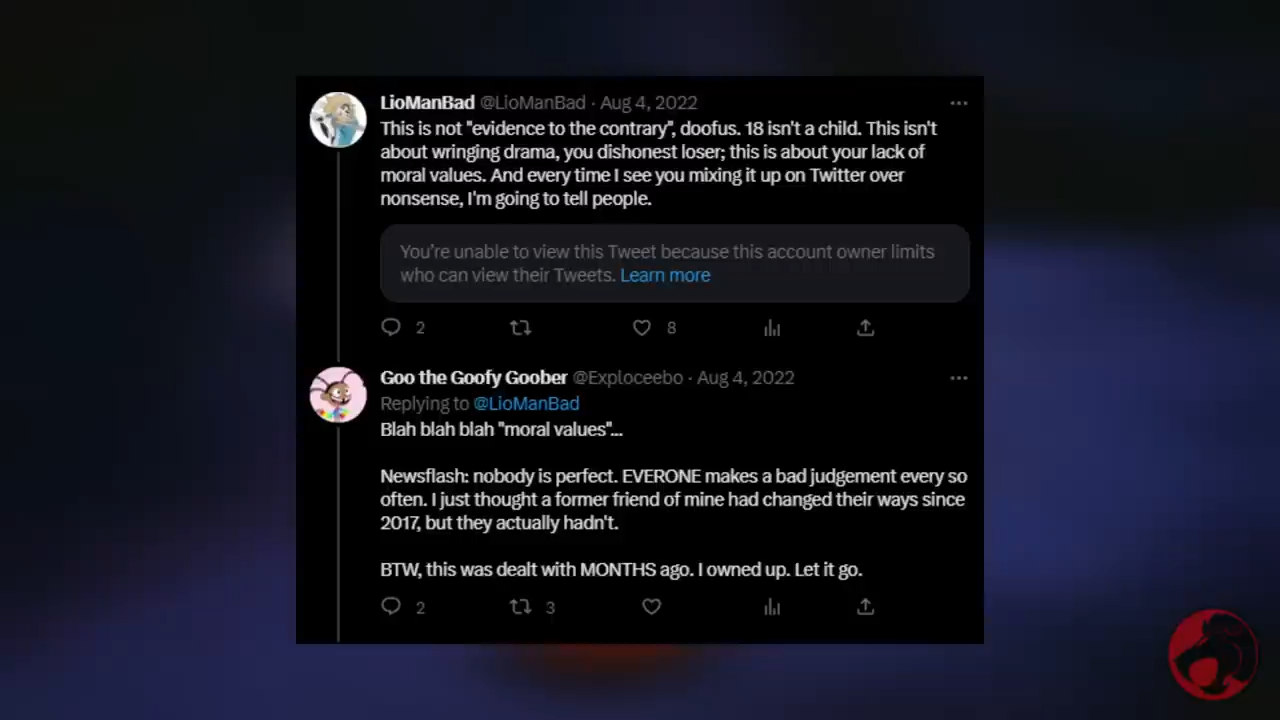 LioManBad @LioManBad · Aug 4, 2022
This is not "evidence to the contrary", doofus. 18 isn't a child. This isn't
about wringing drama, you dishonest loser; this is about your lack of
moral values. And every time I see you mixing it up on Twitter over
nonsense, I'm going to tell people.
You're unable to view this Tweet because this account owner limits
who can view their Tweets. Learn more
2 8
Goo the Goofy Goober @Exploceebo · Aug 4, 2022
Replying to @LioManBad
Blah blah blah "moral values"...
Newsflash: nobody is perfect. EVERONE makes a bad judgement every so
often. I just thought a former friend of mine had changed their ways since
2017, but they actually hadn't.
BTW, this was dealt with MONTHS ago. I owned up. Let it go.
2 3